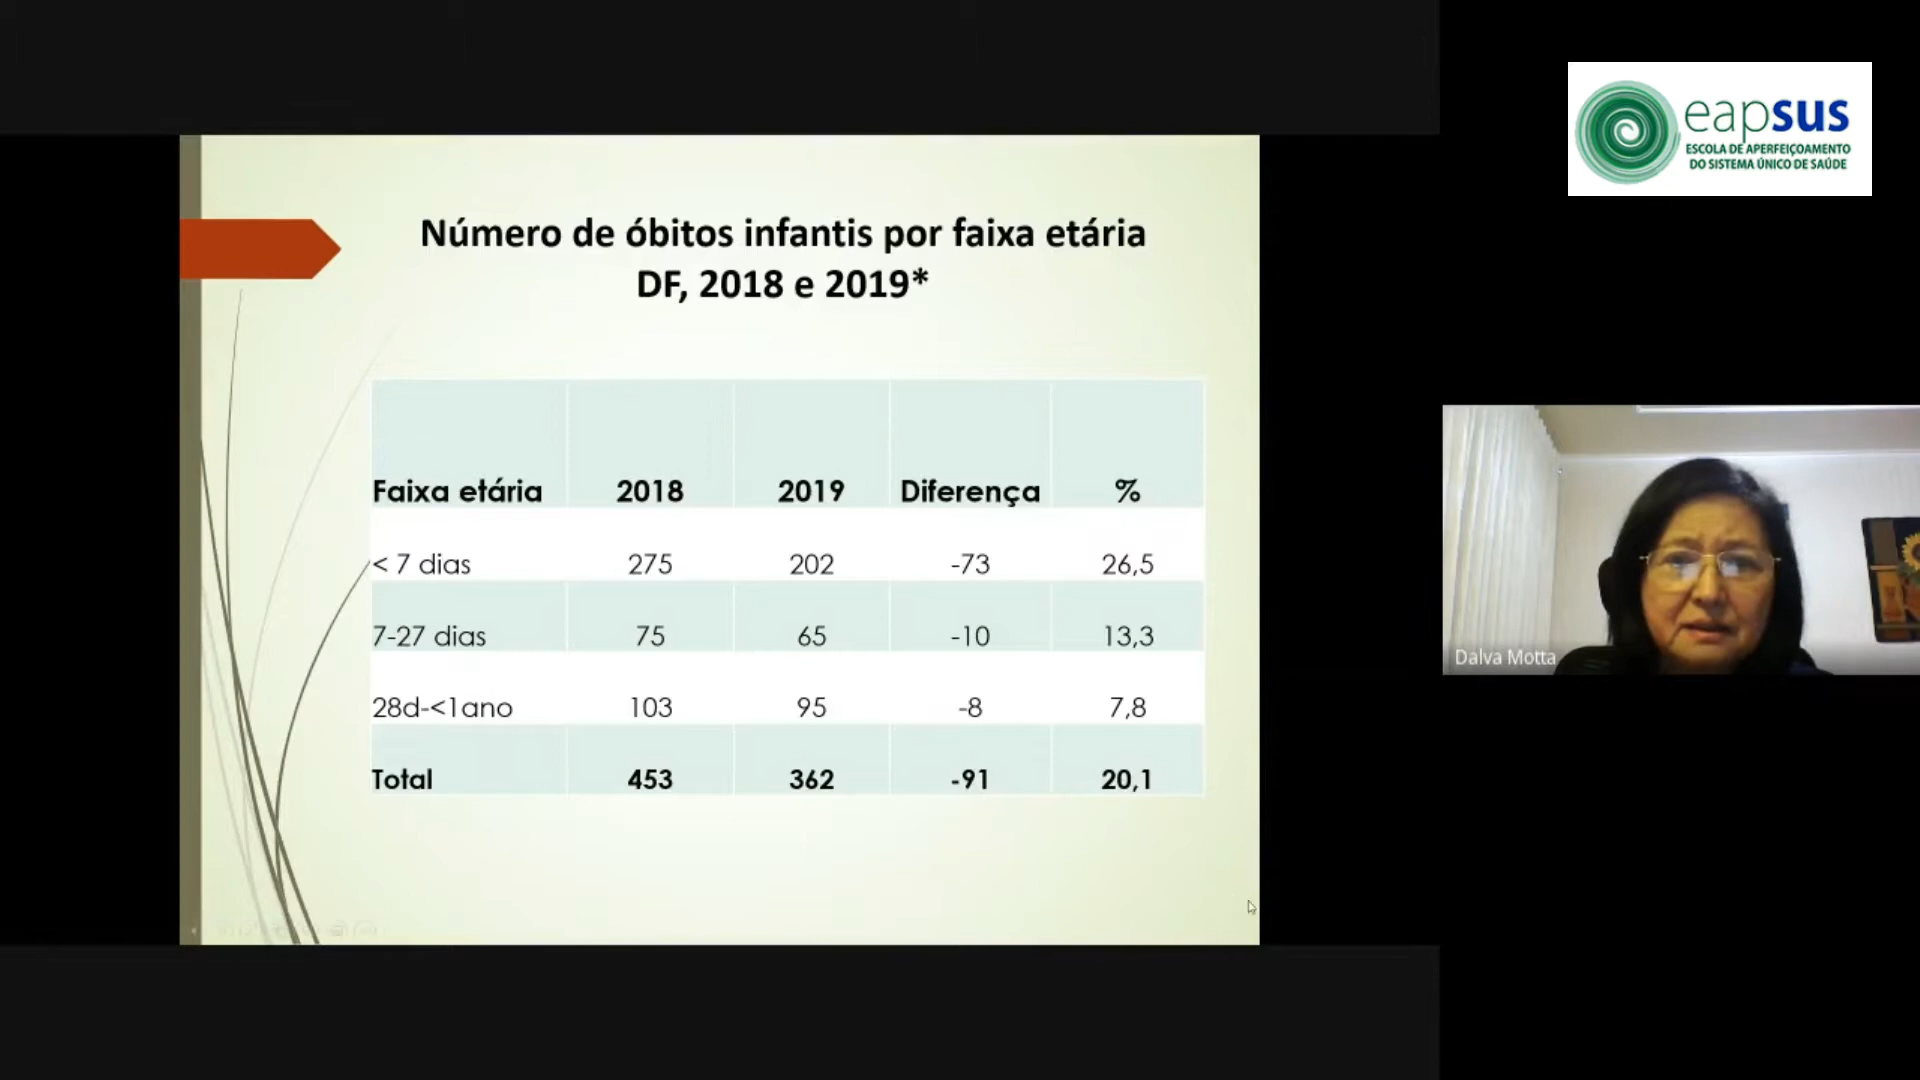 eapsus
ESCOLA DE APERFEIÇOAMENTO
DO SISTEMA ÚNICO DE SAÚDE
Número de óbitos infantis por faixa etária
DF, 2018 e 2019*
Faixa etária 2018 2019 Diferença %
< 7 dias 275 202 -73 26,5
7-27 dias 75 65 -10 13,3
28d-<1ano 103 95 -8 7,8
Total 453 362 -91 20,1
Dalva Motta